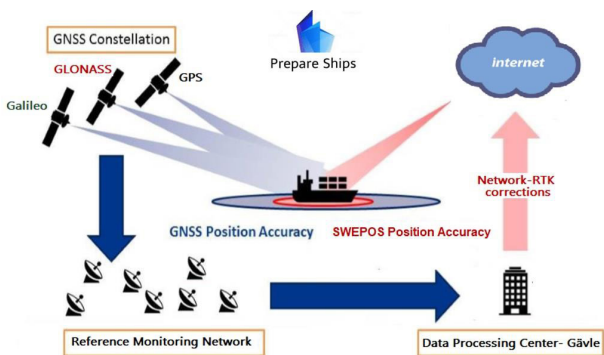 GNSS Constellation
GLONASS
GPS
Galileo
Prepare Ships
internet
Network-RTK
corrections
GNSS Position Accuracy
SWEPOS Position Accuracy
Reference Monitoring Network
Data Processing Center- Gävle